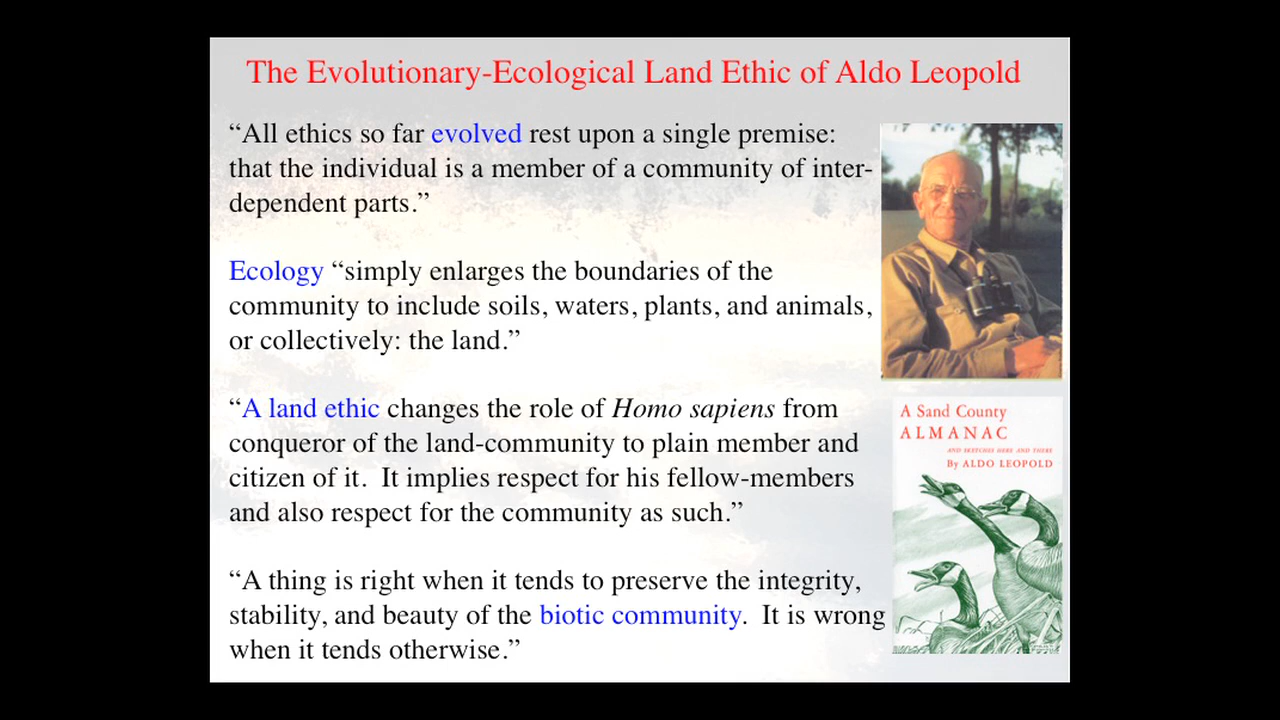 The Evolutionary-Ecological Land Ethic of Aldo Leopold
“All ethics so far evolved rest upon a single premise:
that the individual is a member of a community of inter-
dependent parts.”
Ecology “simply enlarges the boundaries of the
community to include soils, waters, plants, and animals,
or collectively: the land.”
“A land ethic changes the role of Homo sapiens from
conqueror of the land-community to plain member and
citizen of it.  It implies respect for his fellow-members
and also respect for the community as such.”
“A thing is right when it tends to preserve the integrity,
stability, and beauty of the biotic community.  It is wrong
when it tends otherwise.”
A Sand County
ALMANAC
AND SKETCHES HERE AND THERE
By ALDO LEOPOLD